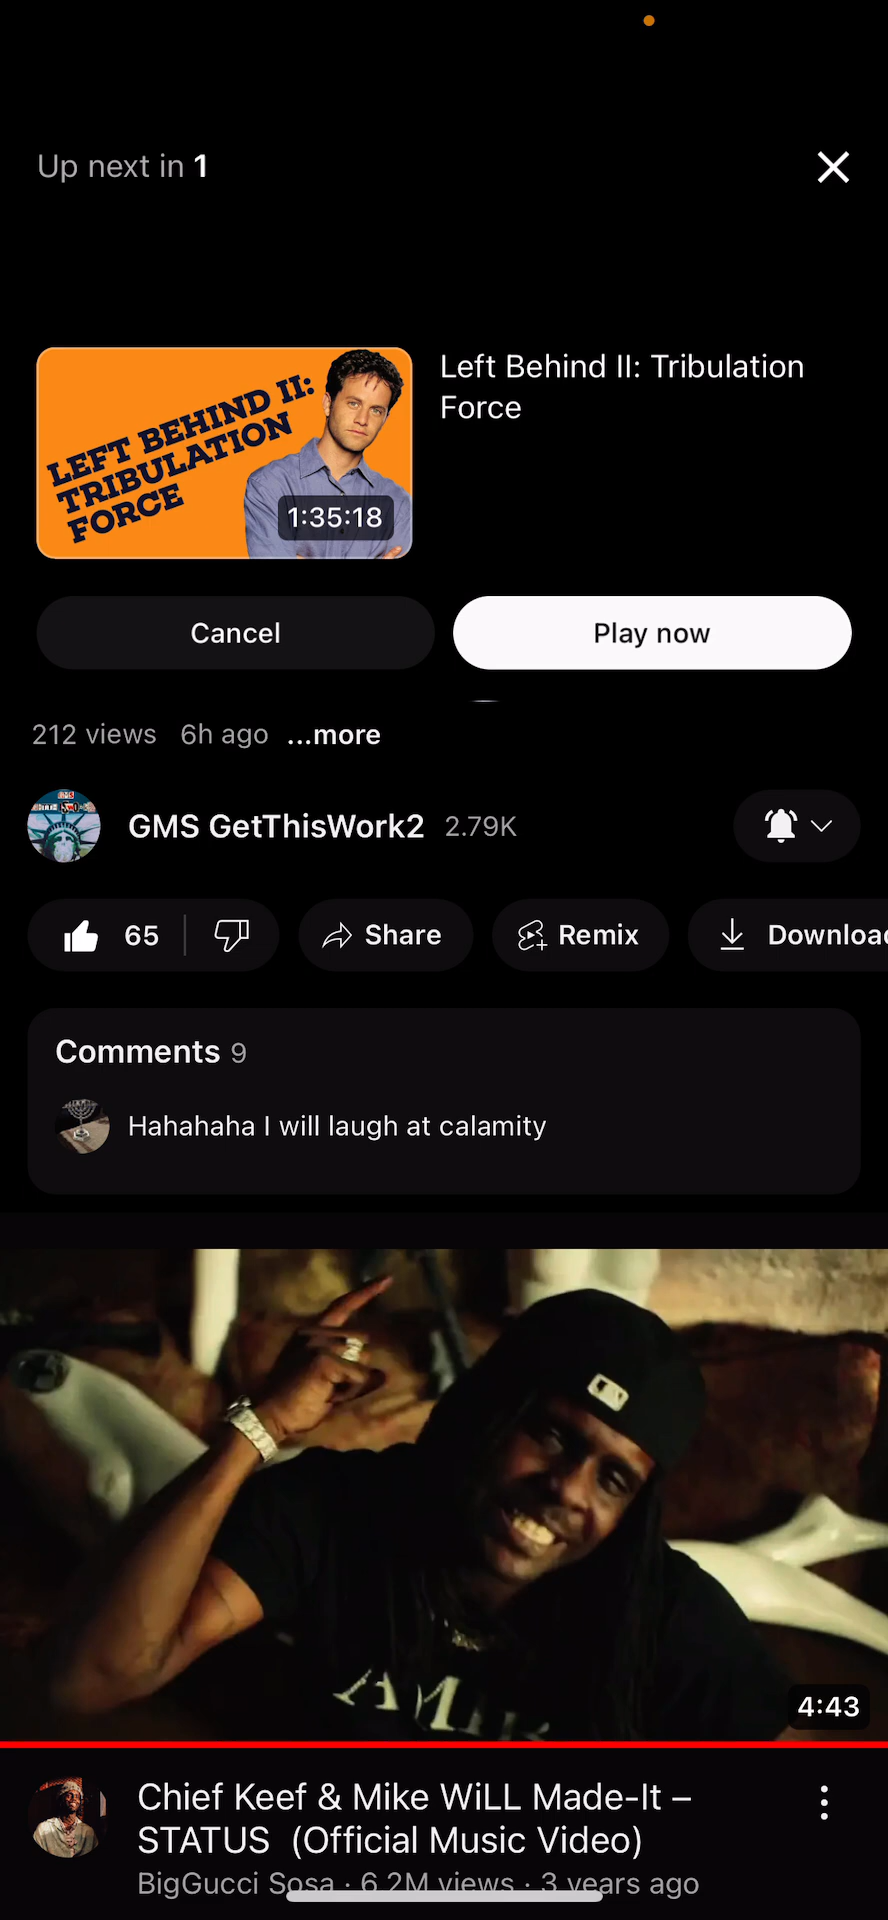 Up next in 1
LEFT BEHIND II:
TRIBULATION
FORCE
1:35:18
Left Behind II: Tribulation
Force
Cancel
Play now
212 views 6h ago ...more
GMS GetThisWork2 2.79K
65
Share
Remix
Downloa
Comments 9
Hahahaha I will laugh at calamity
AMIR
4:43
Chief Keef & Mike WiLL Made-It –
STATUS (Official Music Video)
BigGucci Sosa · 6.2M views · 3 years ago